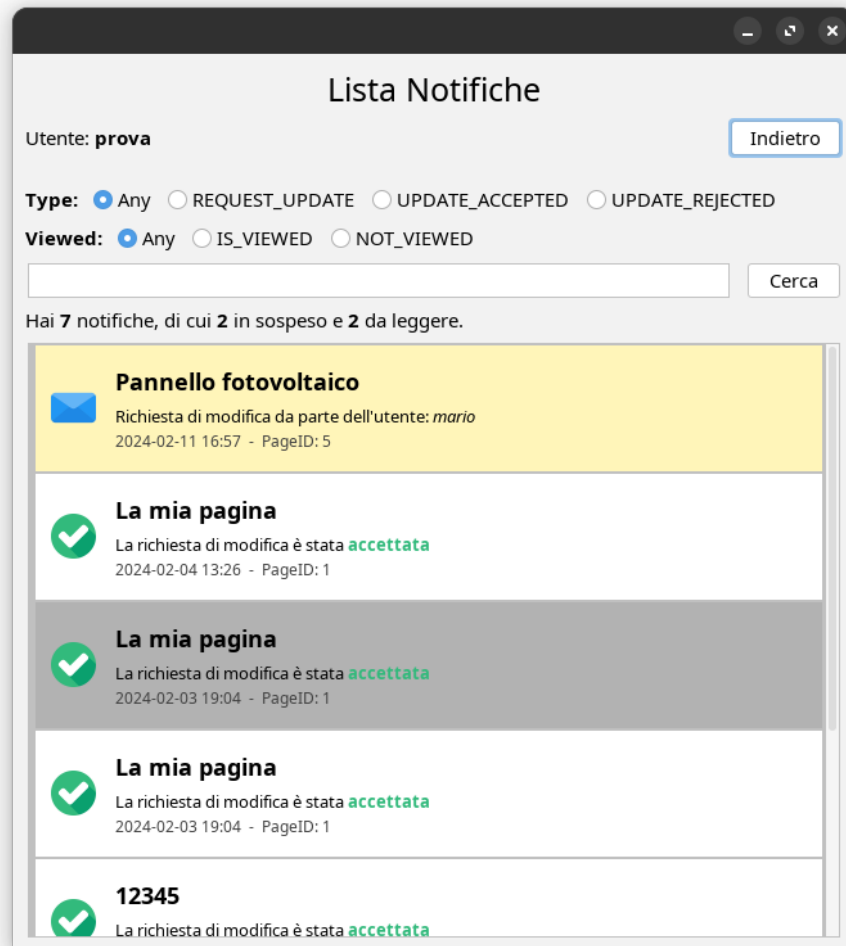 Lista Notifiche
Utente: prova
Indietro
Type: Any REQUEST_UPDATE UPDATE_ACCEPTED UPDATE_REJECTED
Viewed: Any IS_VIEWED NOT_VIEWED
Cerca
Hai 7 notifiche, di cui 2 in sospeso e 2 da leggere.
Pannello fotovoltaico
Richiesta di modifica da parte dell'utente: mario
2024-02-11 16:57 - PageID: 5
La mia pagina
La richiesta di modifica è stata accettata
2024-02-04 13:26 - PageID: 1
La mia pagina
La richiesta di modifica è stata accettata
2024-02-03 19:04 - PageID: 1
La mia pagina
La richiesta di modifica è stata accettata
2024-02-03 19:04 - PageID: 1
12345
La richiesta di modifica è stata accettata